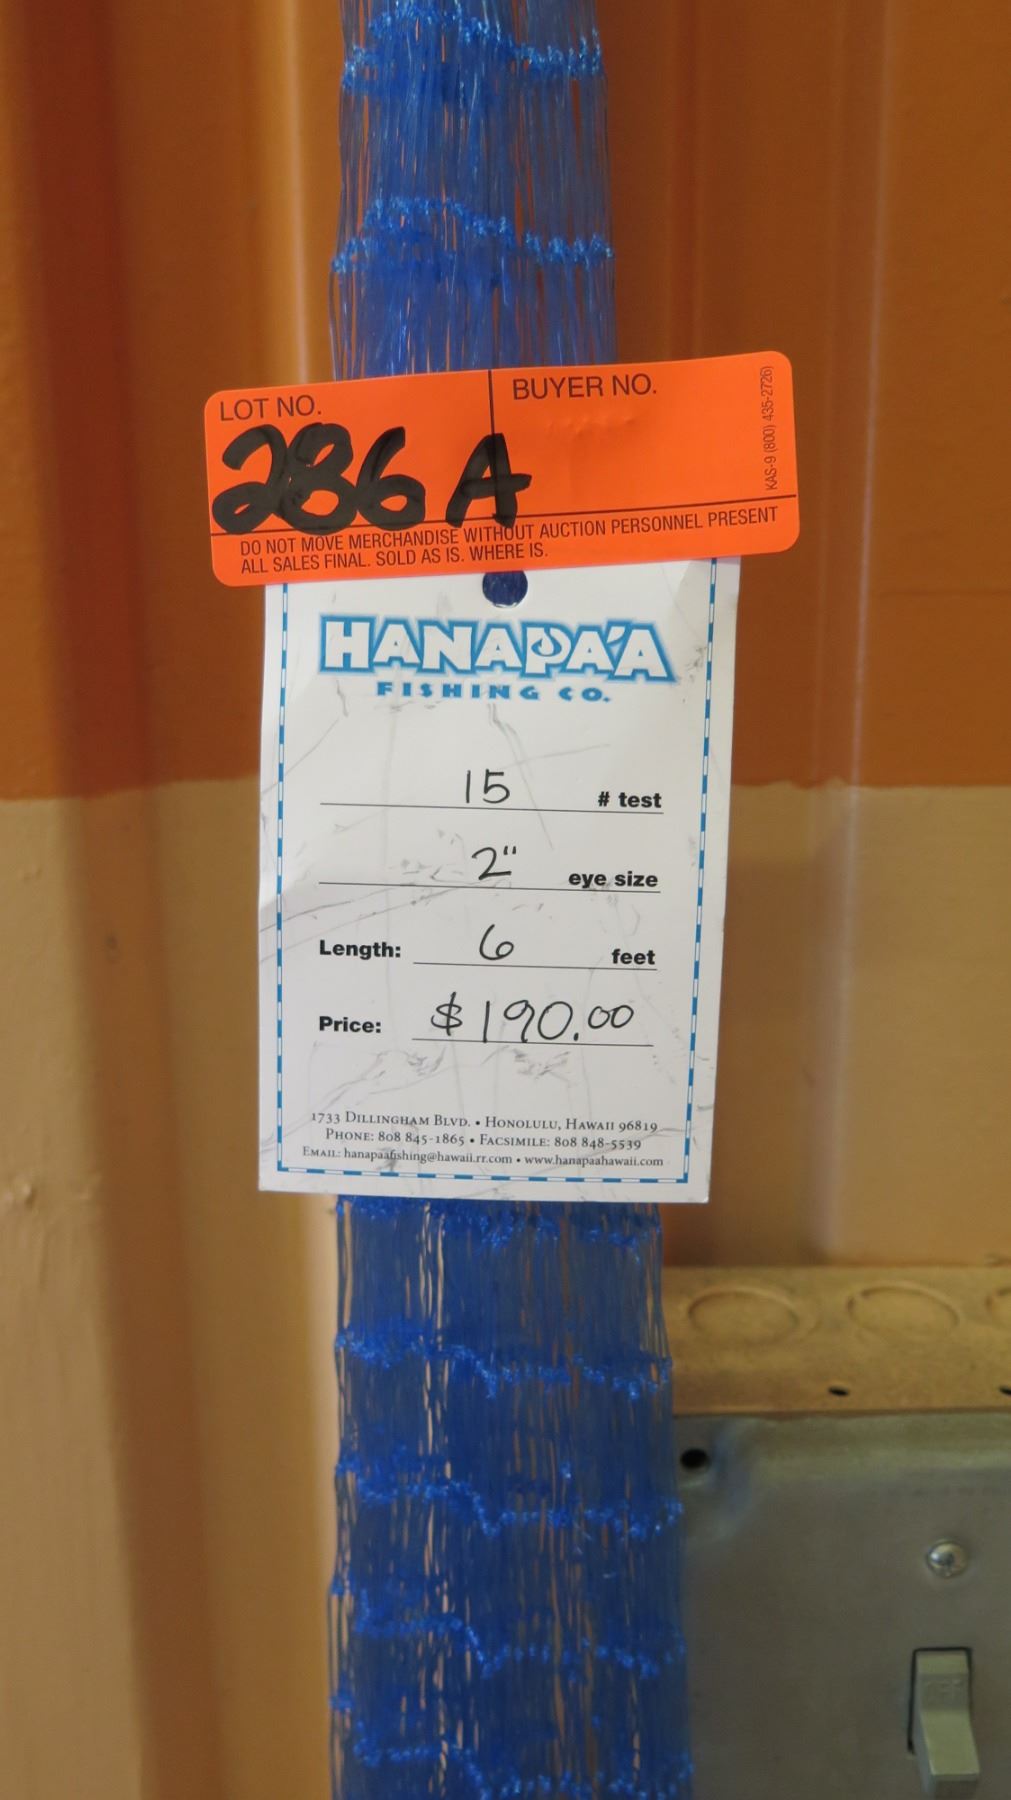 LOT NO.
BUYER NO.
286 A
KAS-9 (800) 435-2726)
DO NOT MOVE MERCHANDISE WITHOUT AUCTION PERSONNEL PRESENT
ALL SALES FINAL. SOLD AS IS. WHERE IS.
HANAPA'A
FISHING CO.
15 # test
2" eye size
Length: 6 feet
Price: $190.00
1733 DILLINGHAM BLVD. • HONOLULU, HAWAII 96819
PHONE: 808 845-1865 • FACSIMILE: 808 848-5539
EMAIL: hanapaafishing@hawaii.rr.com • www.hanapaahawaii.com
OFF